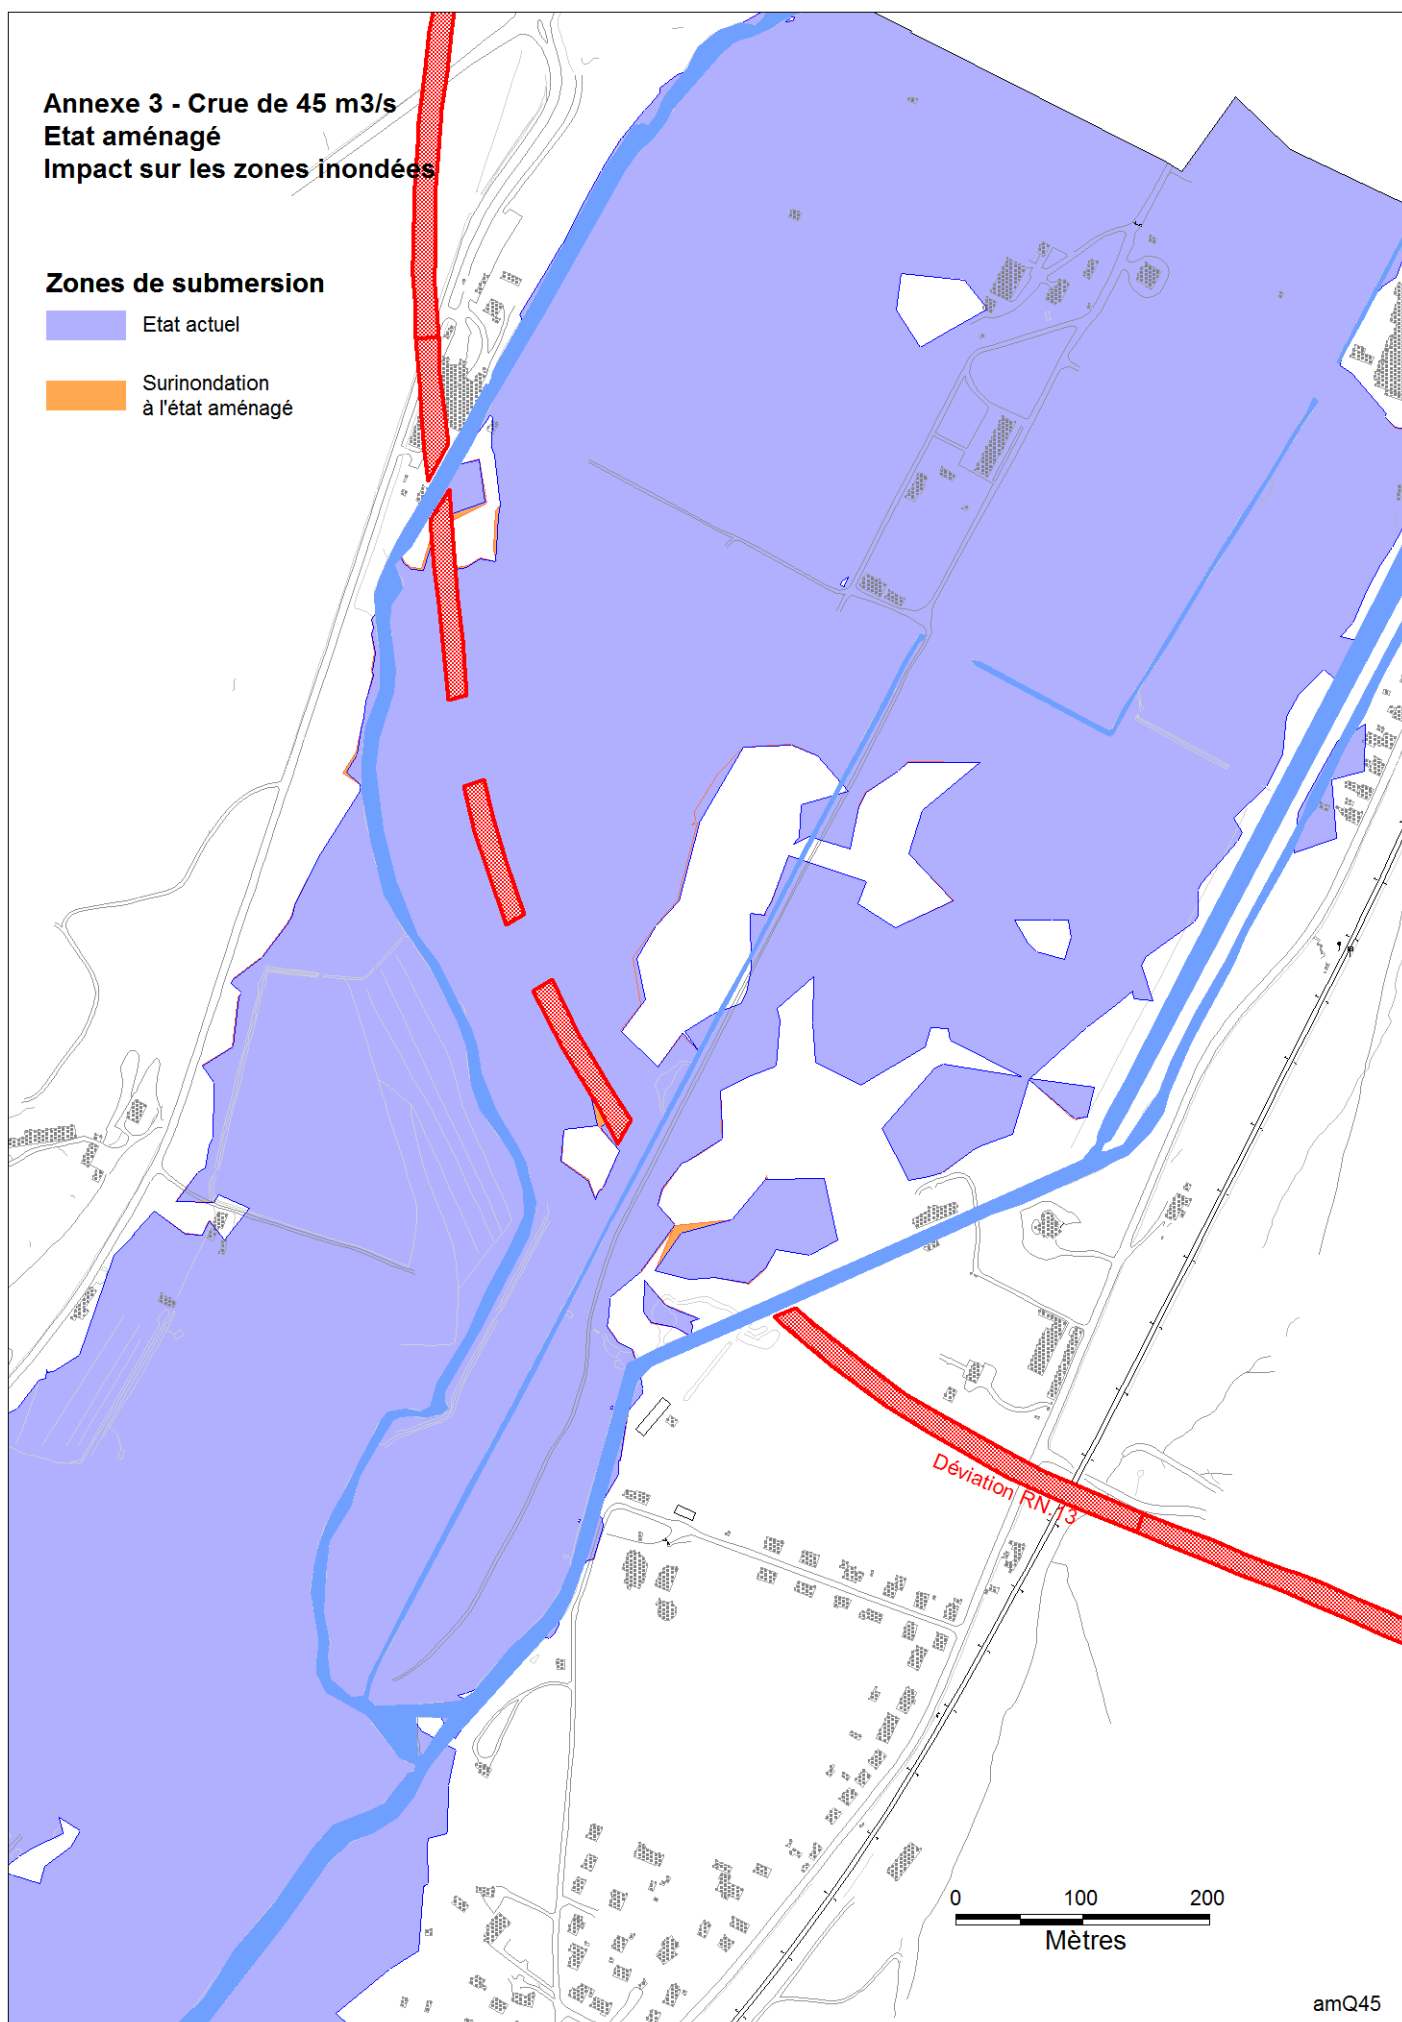 Annexe 3 - Crue de 45 m3/s
Etat aménagé
Impact sur les zones inondées
Zones de submersion
Etat actuel
Surinondation
à l'état aménagé
Déviation RN.13
0 100 200
Mètres
amQ45